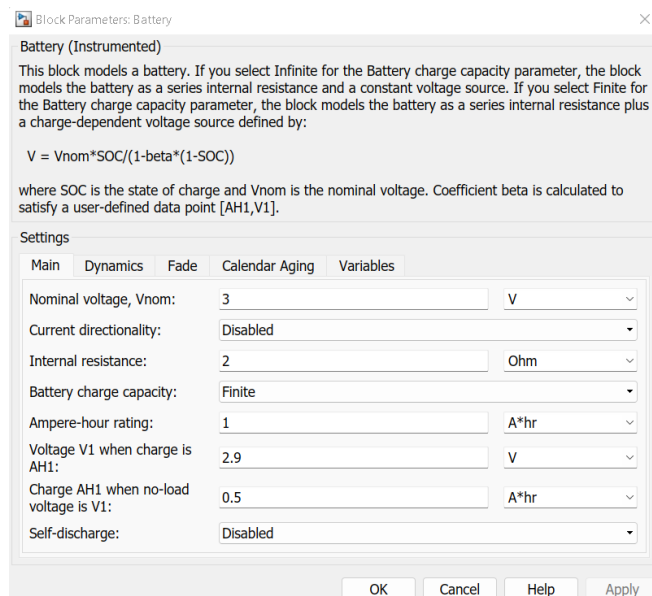 Block Parameters: Battery
Battery (Instrumented)
This block models a battery. If you select Infinite for the Battery charge capacity parameter, the block
models the battery as a series internal resistance and a constant voltage source. If you select Finite for
the Battery charge capacity parameter, the block models the battery as a series internal resistance plus
a charge-dependent voltage source defined by:
V = Vnom*SOC/(1-beta*(1-SOC))
where SOC is the state of charge and Vnom is the nominal voltage. Coefficient beta is calculated to
satisfy a user-defined data point [AH1,V1].
Settings
Main Dynamics Fade Calendar Aging Variables
Nominal voltage, Vnom: 3 V
Current directionality: Disabled
Internal resistance: 2 Ohm
Battery charge capacity: Finite
Ampere-hour rating: 1 A*hr
Voltage V1 when charge is
AH1: 2.9 V
Charge AH1 when no-load
voltage is V1: 0.5 A*hr
Self-discharge: Disabled
OK Cancel Help Apply